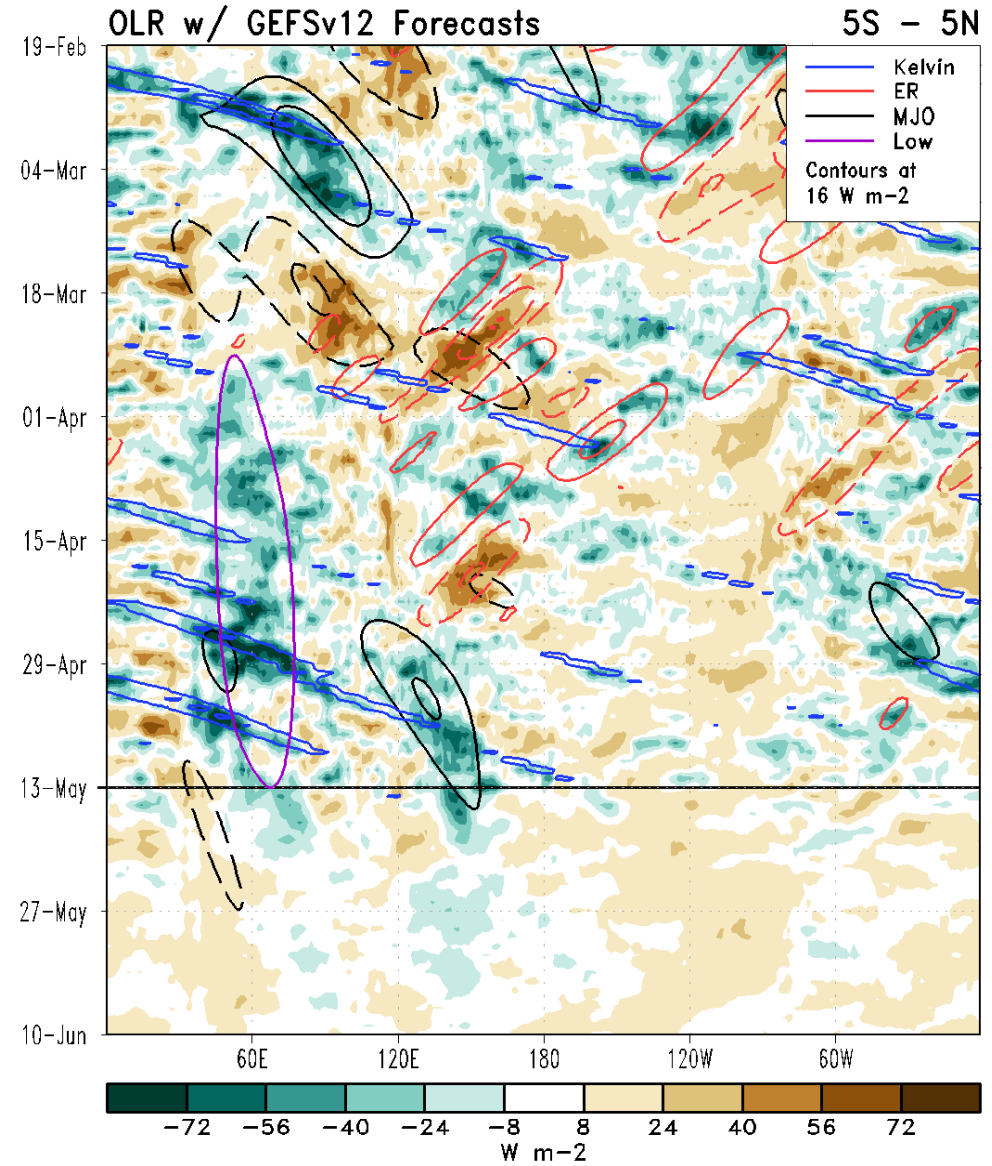 OLR w/ GEFSv12 Forecasts 5S - 5N
19-Feb
04-Mar
18-Mar
01-Apr
15-Apr
29-Apr
13-May
27-May
10-Jun
Kelvin
ER
MJO
Low
Contours at
16 W m-2
60E 120E 180 120W 60W
-72 -56 -40 -24 -8 8 24 40 56 72
W m-2